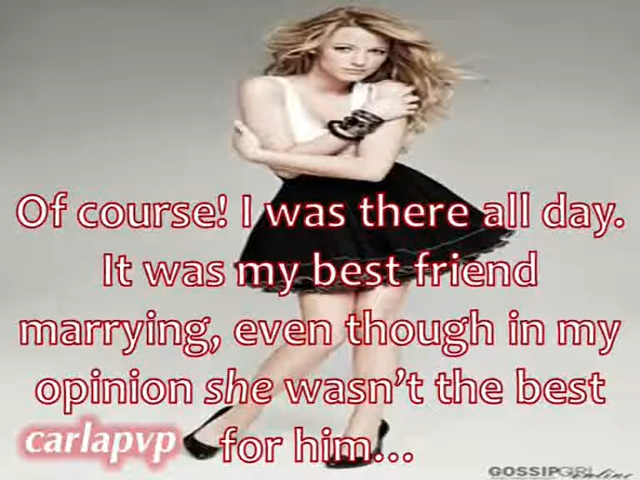 Of course! I was there all day.
It was my best friend
marrying, even though in my
opinion she wasn't the best
for him...
carlapvp
GOSSIPGIRL
online